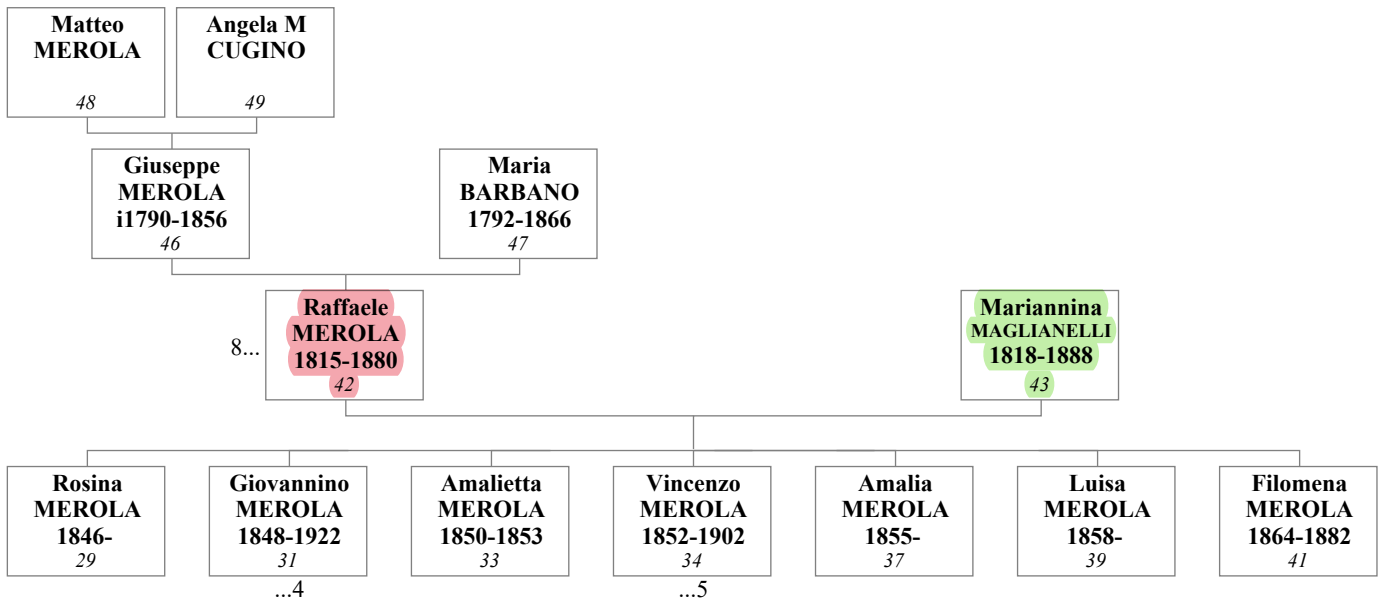 Matteo
MEROLA
48
Angela M
CUGINO
49
Giuseppe
MEROLA
i1790-1856
46
Maria
BARBANO
1792-1866
47
8...
Raffaele
MEROLA
1815-1880
42
Mariannina
MAGLIANELLI
1818-1888
43
Rosina
MEROLA
1846-
29
Giovannino
MEROLA
1848-1922
31
...4
Amalietta
MEROLA
1850-1853
33
Vincenzo
MEROLA
1852-1902
34
...5
Amalia
MEROLA
1855-
37
Luisa
MEROLA
1858-
39
Filomena
MEROLA
1864-1882
41